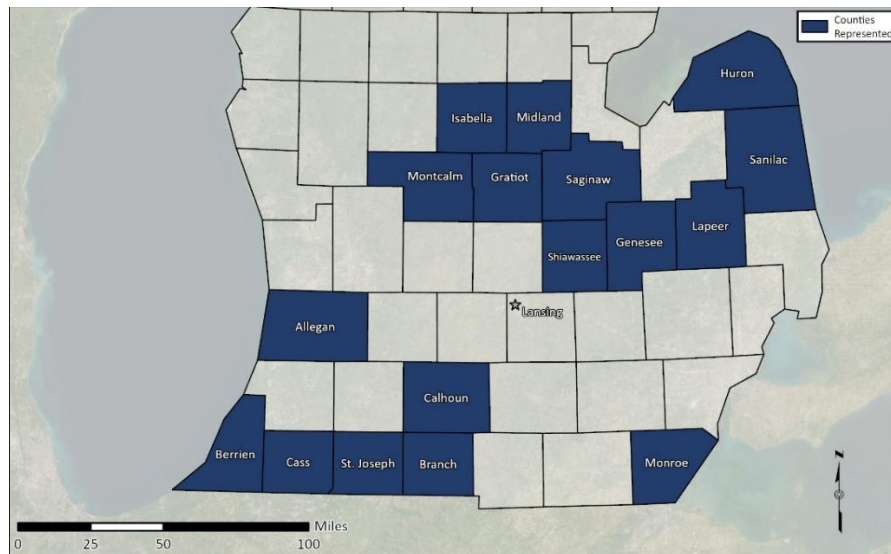 Counties
Represented
Huron
Isabella
Midland
Sanilac
Montcalm
Gratiot
Saginaw
Lapeer
Genesee
Shiawassee
Lansing
Allegan
Calhoun
Berrien
Cass
St. Joseph
Branch
Monroe
N
Miles
0 25 50 100